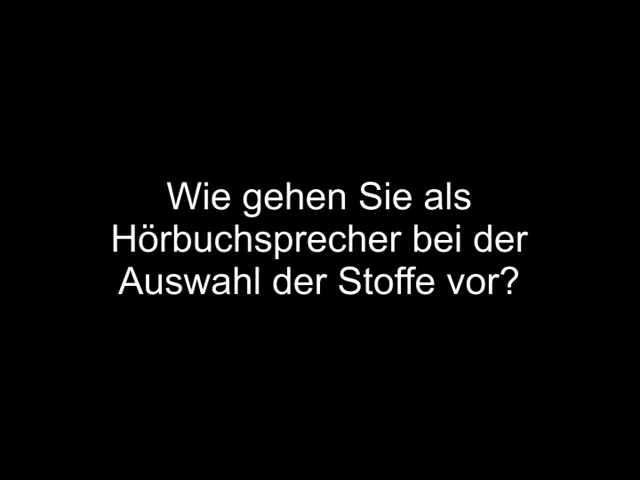 Wie gehen Sie als
Hörbuchsprecher bei der
Auswahl der Stoffe vor?